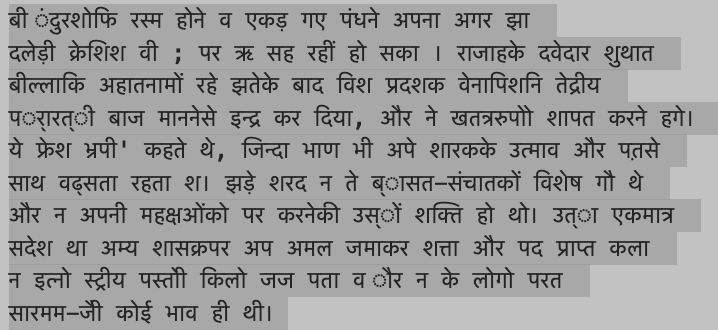 बी ंदुरशोफि रस्म होने व एकड़ गए पंधने अपना अगर झा
दलेड़ी क्रेशिश वी ; पर ऋ सह रहीं हो सका । राजाहके दवेदार शुथात
बील्लाकि अहातनामों रहे झतेके बाद विश प्रदशक वेनापिशनि तेद्रीय
पर्ारत्ी बाज माननेसे इन्द्र कर दिया, और ने खतत्ररुपोो शापत करने हगे।
ये फ्रेश भ्रपी' कहते थे, जिन्दा भाण भी अपे शारकके उत्माव और पत़से
साथ वढ्सता रहता श। झड़े शरद न ते ब्ासत–संचातकों विशेष गौ थे
और न अपनी महक्षओंको पर करनेकी उस्ों शक्ति हो थो। उत्ा एकमात्र
सदेश था अम्य शासक्रपर अप अमल जमाकर शत्ता और पद प्राप्त कला
न इत्नो स्ट्रीय पस्तोी किलो जज पता व ौर न के लोगो परत
सारमम–जेी कोई भाव ही थी।